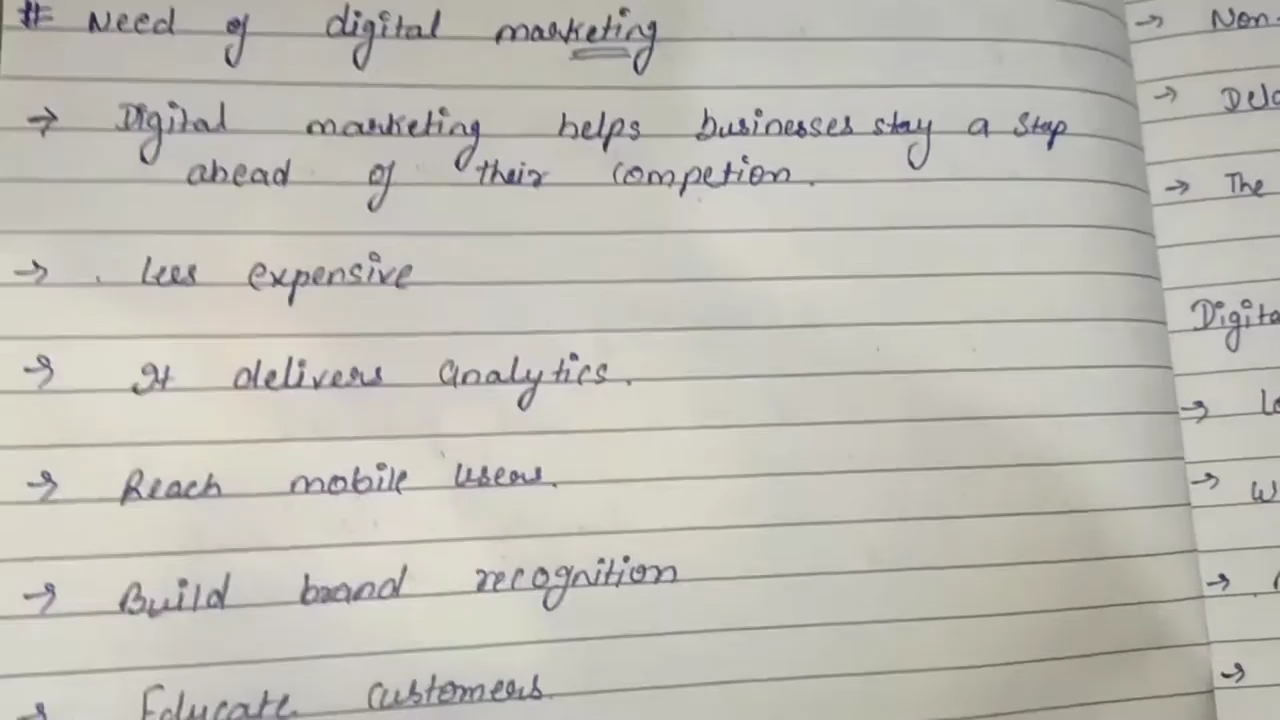 # Need of digital marketing
→ Digital marketing helps businesses stay a step
ahead of their competion.
→ . Less expensive
→ It delivers analytics.
→ Reach mobile users.
→ Build brand recognition
→ Educate customers.
→ Non-
→
→ The
Digita
→
→
→
→